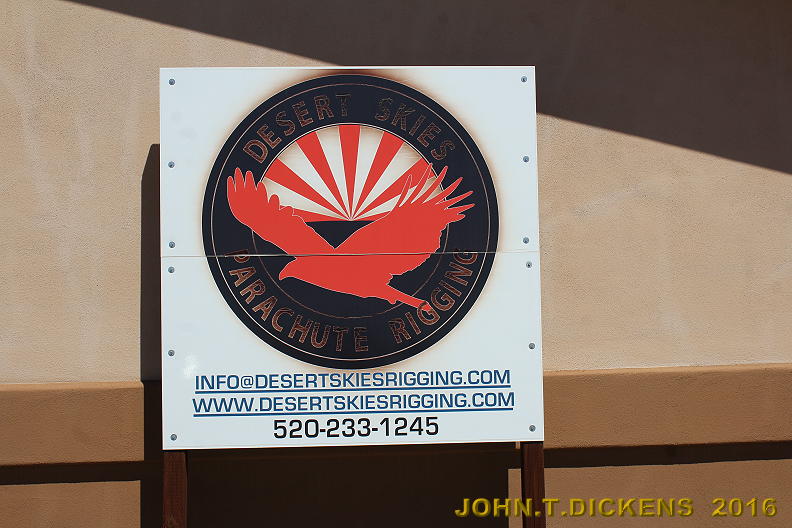 DESERT SKIES
PARACHUTE RIGGING
INFO@DESERTSKIESRIGGING.COM
WWW.DESERTSKIESRIGGING.COM
520-233-1245
JOHN.T.DICKENS 2016